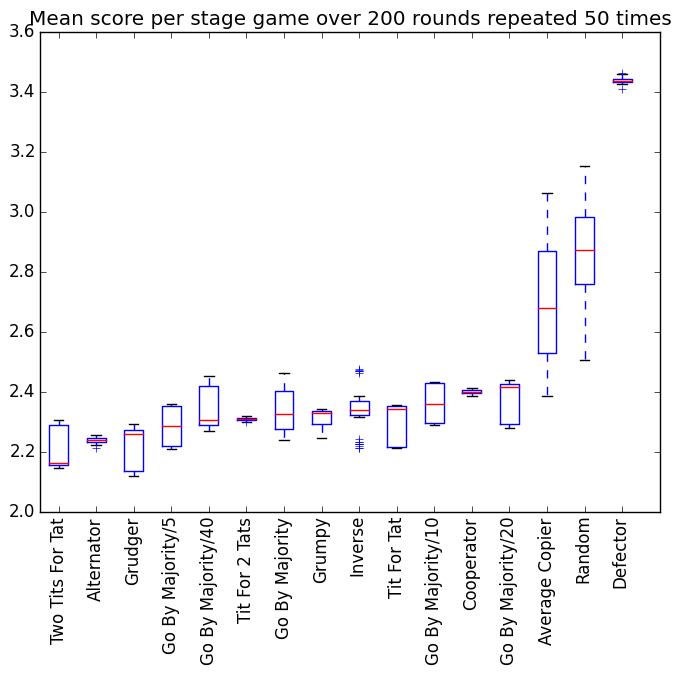 Mean score per stage game over 200 rounds repeated 50 times
3.6
3.4
3.2
3.0
2.8
2.6
2.4
2.2
2.0
Two Tits For Tat
Alternator
Grudger
Go By Majority/5
Go By Majority/40
Tit For 2 Tats
Go By Majority
Grumpy
Inverse
Tit For Tat
Go By Majority/10
Cooperator
Go By Majority/20
Average Copier
Random
Defector